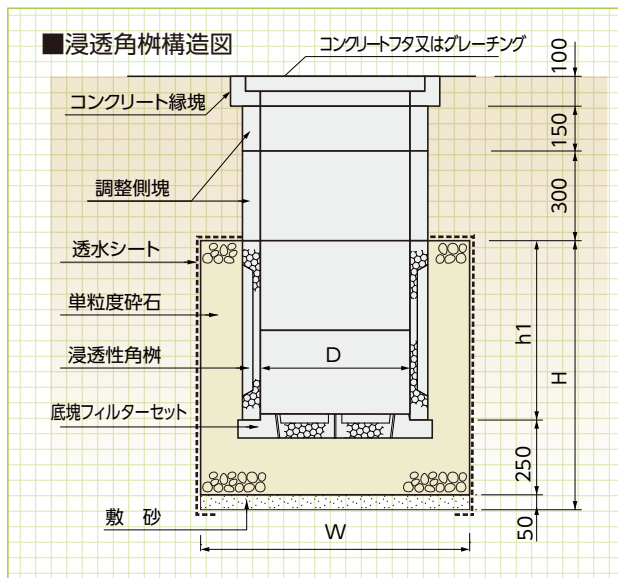 ■浸透角桝構造図
コンクリートフタ又はグレーチング
コンクリート縁塊
調整側塊
透水シート
単粒度砕石
浸透性角桝
底塊フィルターセット
敷 砂
D
W
100
150
300
h1
H
250
50